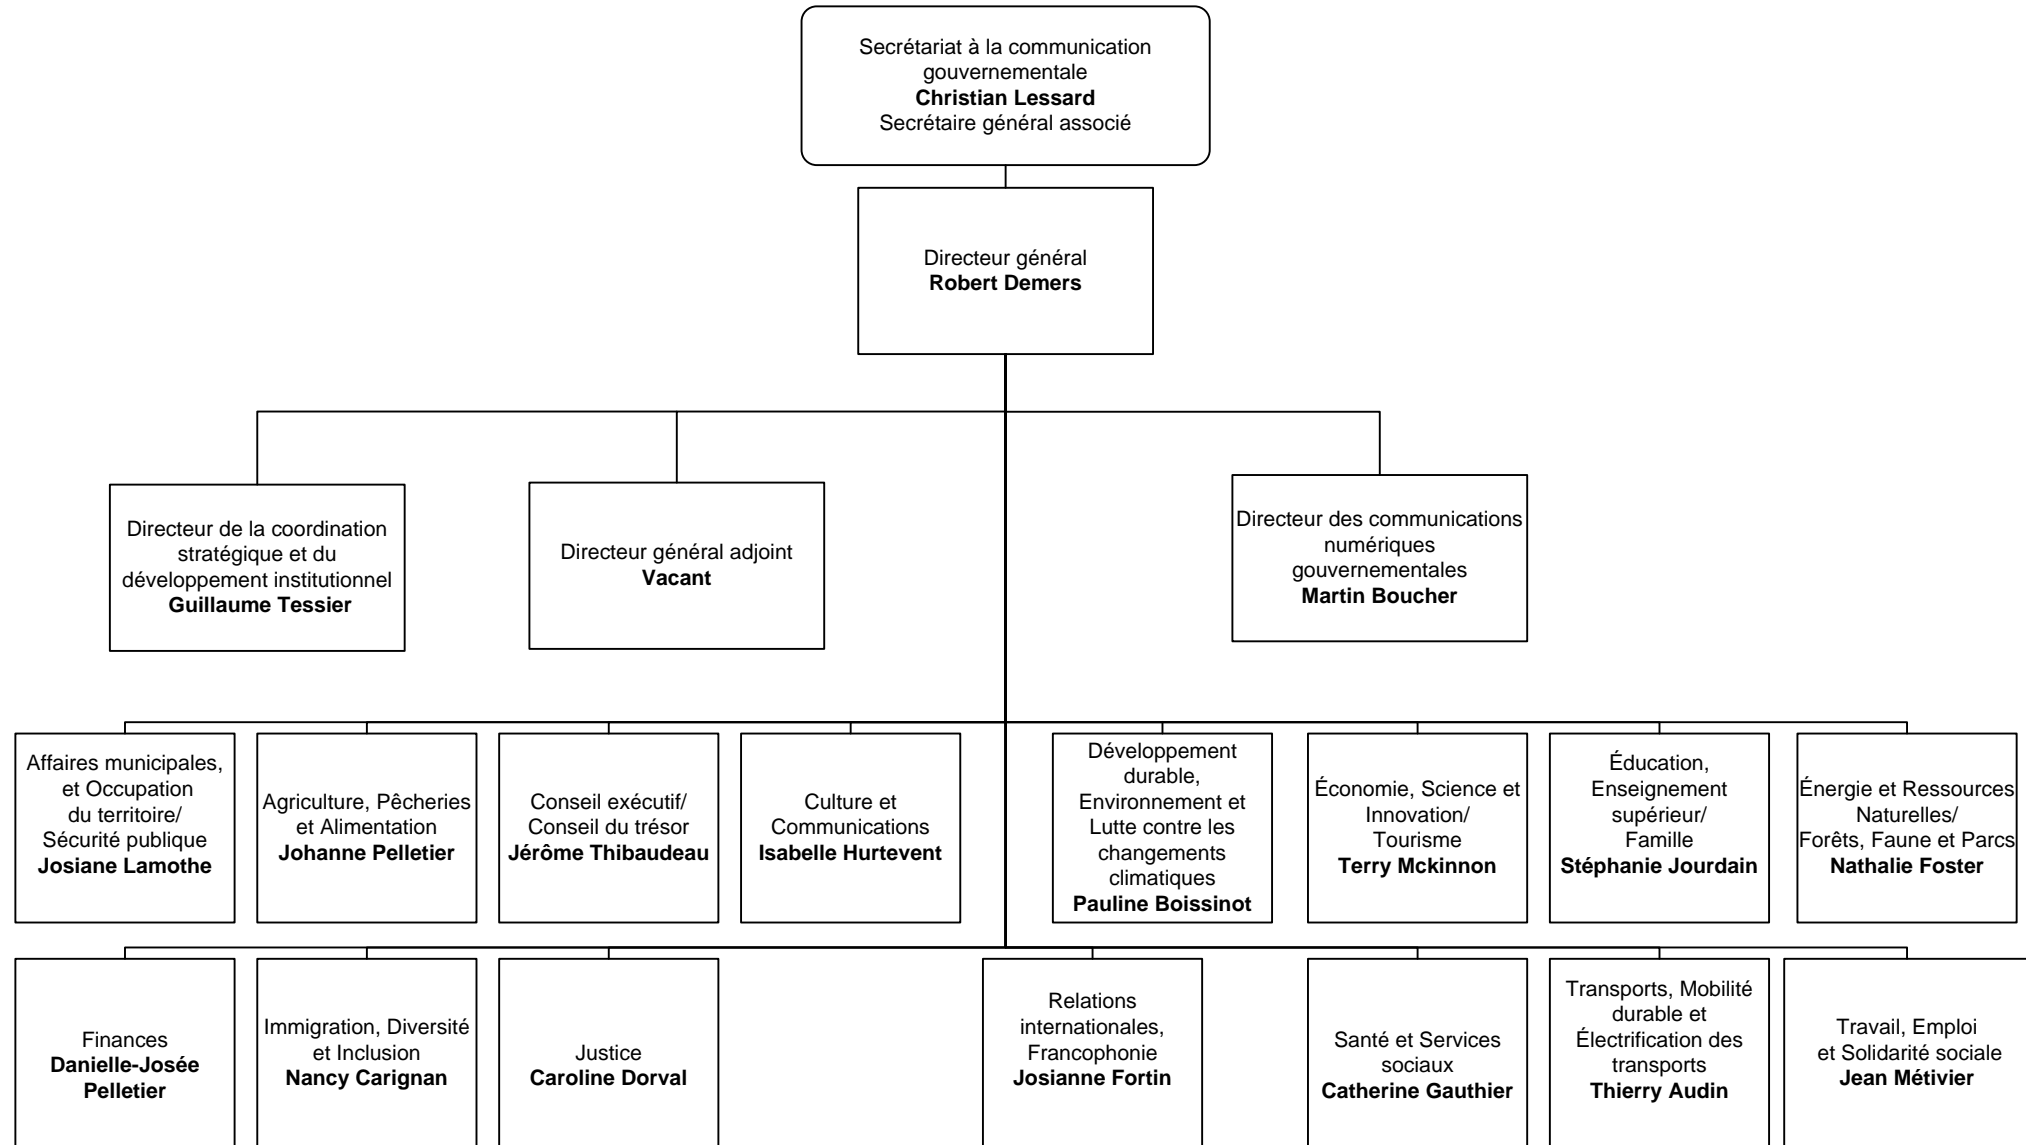 Secrétariat à la communication
gouvernementale
Christian Lessard
Secrétaire général associé
Directeur général
Robert Demers
Directeur de la coordination
stratégique et du
développement institutionnel
Guillaume Tessier
Directeur général adjoint
Vacant
Directeur des communications
numériques
gouvernementales
Martin Boucher
Affaires municipales,
et Occupation
du territoire/
Sécurité publique
Josiane Lamothe
Agriculture, Pêcheries
et Alimentation
Johanne Pelletier
Conseil exécutif/
Conseil du trésor
Jérôme Thibaudeau
Culture et
Communications
Isabelle Hurtevent
Développement
durable,
Environnement et
Lutte contre les
changements
climatiques
Pauline Boissinot
Économie, Science et
Innovation/
Tourisme
Terry Mckinnon
Éducation,
Enseignement
supérieur/
Famille
Stéphanie Jourdain
Énergie et Ressources
Naturelles/
Forêts, Faune et Parcs
Nathalie Foster
Finances
Danielle-Josée
Pelletier
Immigration, Diversité
et Inclusion
Nancy Carignan
Justice
Caroline Dorval
Relations
internationales,
Francophonie
Josianne Fortin
Santé et Services
sociaux
Catherine Gauthier
Transports, Mobilité
durable et
Électrification des
transports
Thierry Audin
Travail, Emploi
et Solidarité sociale
Jean Métivier